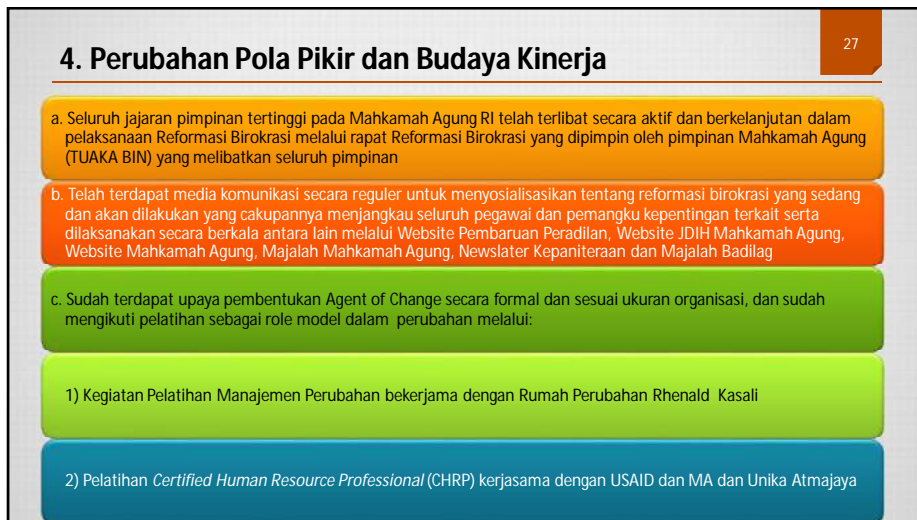 27
4. Perubahan Pola Pikir dan Budaya Kinerja
a. Seluruh jajaran pimpinan tertinggi pada Mahkamah Agung RI telah terlibat secara aktif dan berkelanjutan dalam
pelaksanaan Reformasi Birokrasi melalui rapat Reformasi Birokrasi yang dipimpin oleh pimpinan Mahkamah Agung
(TUAKA BIN) yang melibatkan seluruh pimpinan
b. Telah terdapat media komunikasi secara reguler untuk menyosialisasikan tentang reformasi birokrasi yang sedang
dan akan dilakukan yang cakupannya menjangkau seluruh pegawai dan pemangku kepentingan terkait serta
dilaksanakan secara berkala antara lain melalui Website Pembaruan Peradilan, Website JDIH Mahkamah Agung,
Website Mahkamah Agung, Majalah Mahkamah Agung, Newslater Kepaniteraan dan Majalah Badilag
c. Sudah terdapat upaya pembentukan Agent of Change secara formal dan sesuai ukuran organisasi, dan sudah
mengikuti pelatihan sebagai role model dalam perubahan melalui:
1) Kegiatan Pelatihan Manajemen Perubahan bekerjama dengan Rumah Perubahan Rhenald Kasali
2) Pelatihan Certified Human Resource Professional (CHRP) kerjasama dengan USAID dan MA dan Unika Atmajaya